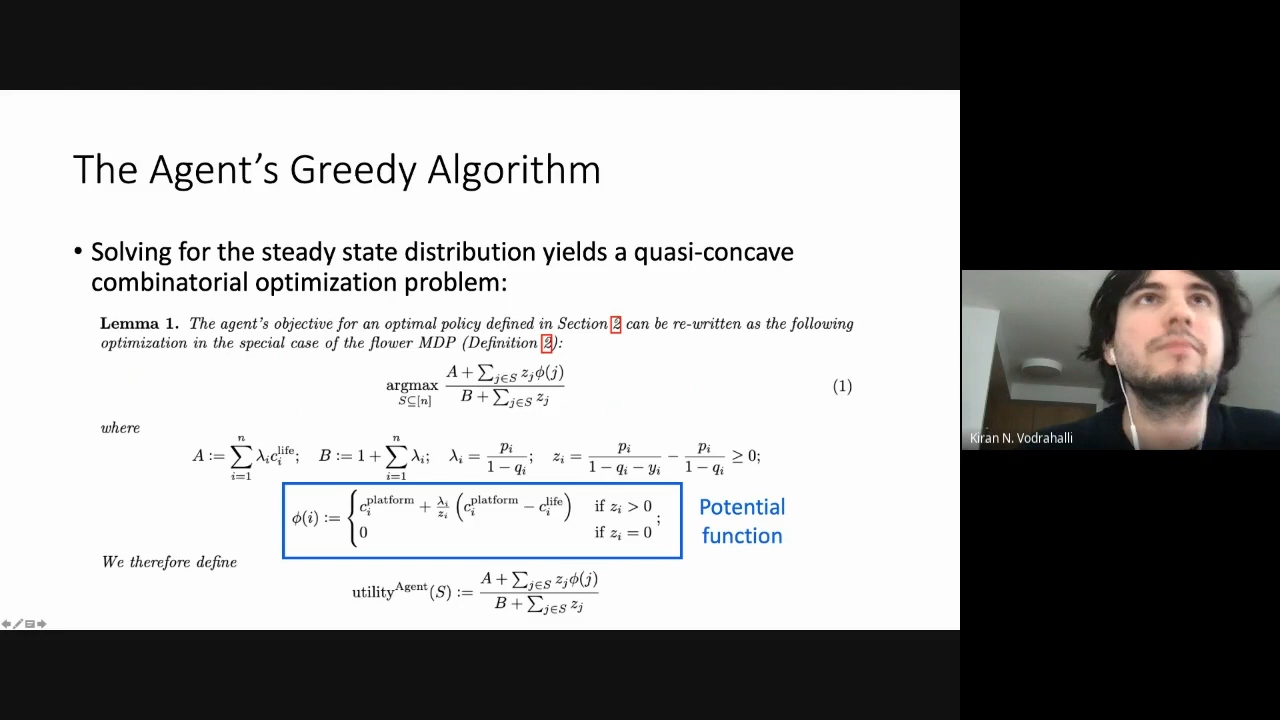 The Agent's Greedy Algorithm
• Solving for the steady state distribution yields a quasi-concave
combinatorial optimization problem:
Lemma 1. The agent's objective for an optimal policy defined in Section 2 can be re-written as the following
optimization in the special case of the flower MDP (Definition 2):
argmax_{S⊆[n]} (A + ∑_{j∈S} z_j ϕ(j)) / (B + ∑_{j∈S} z_j) (1)
where
A := ∑_{i=1}^{n} λ_i c_i^{life}; B := 1 + ∑_{i=1}^{n} λ_i; λ_i = p_i / (1 − q_i); z_i = p_i / (1 − q_i − y_i) − p_i / (1 − q_i) ≥ 0;
ϕ(i) := { c_i^{platform} + (λ_i / z_i) (c_i^{platform} − c_i^{life}) if z_i > 0
0 if z_i = 0 ;
Potential
function
We therefore define
utility^{Agent}(S) := (A + ∑_{j∈S} z_j ϕ(j)) / (B + ∑_{j∈S} z_j)
Kiran N. Vodrahalli